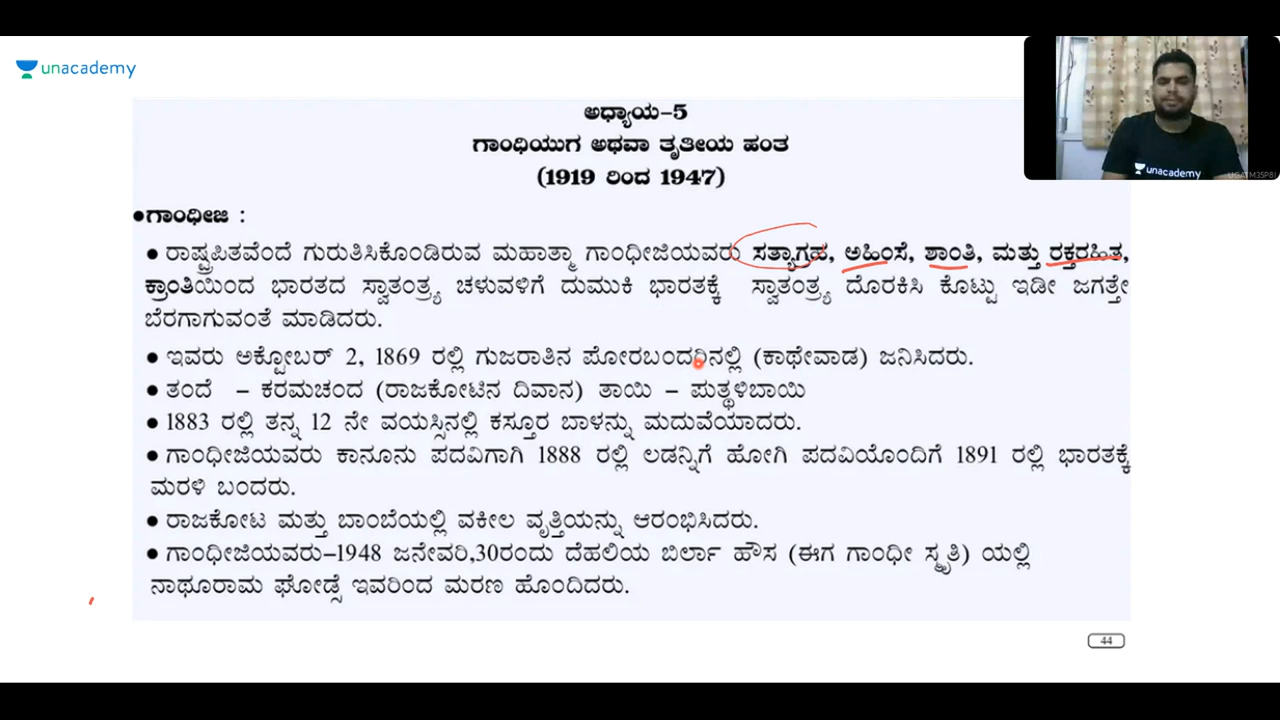 unacademy
ಅಧ್ಯಾಯ-5
ಗಾಂಧಿಯುಗ ಅಥವಾ ತೃತೀಯ ಹಂತ
(1919 ರಿಂದ 1947)
unacademy
•ಗಾಂಧೀಜಿ :
• ರಾಷ್ಟ್ರಪಿತವೆಂದೆ ಗುರುತಿಸಿಕೊಂಡಿರುವ ಮಹಾತ್ಮಾ ಗಾಂಧೀಜಿಯವರು ಸತ್ಯಾಗ್ರಹ, ಅಹಿಂಸೆ, ಶಾಂತಿ, ಮತ್ತು ರಕ್ತರಹಿತ,
ಕ್ರಾಂತಿಯಿಂದ ಭಾರತದ ಸ್ವಾತಂತ್ರ್ಯ ಚಳುವಳಿಗೆ ದುಮುಕಿ ಭಾರತಕ್ಕೆ ಸ್ವಾತಂತ್ರ್ಯ ದೊರಕಿಸಿ ಕೊಟ್ಟು ಇಡೀ ಜಗತ್ತೇ
ಬೆರಗಾಗುವಂತೆ ಮಾಡಿದರು.
• ಇವರು ಅಕ್ಟೋಬರ್ 2, 1869 ರಲ್ಲಿ ಗುಜರಾತಿನ ಪೋರಬಂದರಿನಲ್ಲಿ (ಕಾಥೇವಾಡ) ಜನಿಸಿದರು.
• ತಂದೆ – ಕರಮಚಂದ (ರಾಜಕೋಟಿನ ದಿವಾನ) ತಾಯಿ – ಪುತ್ಥಳಿಬಾಯಿ
• 1883 ರಲ್ಲಿ ತನ್ನ 12 ನೇ ವಯಸ್ಸಿನಲ್ಲಿ ಕಸ್ತೂರ ಬಾಳನ್ನು ಮದುವೆಯಾದರು.
• ಗಾಂಧೀಜಿಯವರು ಕಾನೂನು ಪದವಿಗಾಗಿ 1888 ರಲ್ಲಿ ಲಡನ್ನಿಗೆ ಹೋಗಿ ಪದವಿಯೊಂದಿಗೆ 1891 ರಲ್ಲಿ ಭಾರತಕ್ಕೆ
ಮರಳಿ ಬಂದರು.
• ರಾಜಕೋಟ ಮತ್ತು ಬಾಂಬೆಯಲ್ಲಿ ವಕೀಲ ವೃತ್ತಿಯನ್ನು ಆರಂಭಿಸಿದರು.
• ಗಾಂಧೀಜಿಯವರು–1948 ಜನೇವರಿ,30ರಂದು ದೆಹಲಿಯ ಬಿರ್ಲಾ ಹೌಸ (ಈಗ ಗಾಂಧೀ ಸ್ಮೃತಿ) ಯಲ್ಲಿ
ನಾಥೂರಾಮ ಘೋಡ್ಸೆ ಇವರಿಂದ ಮರಣ ಹೊಂದಿದರು.
44